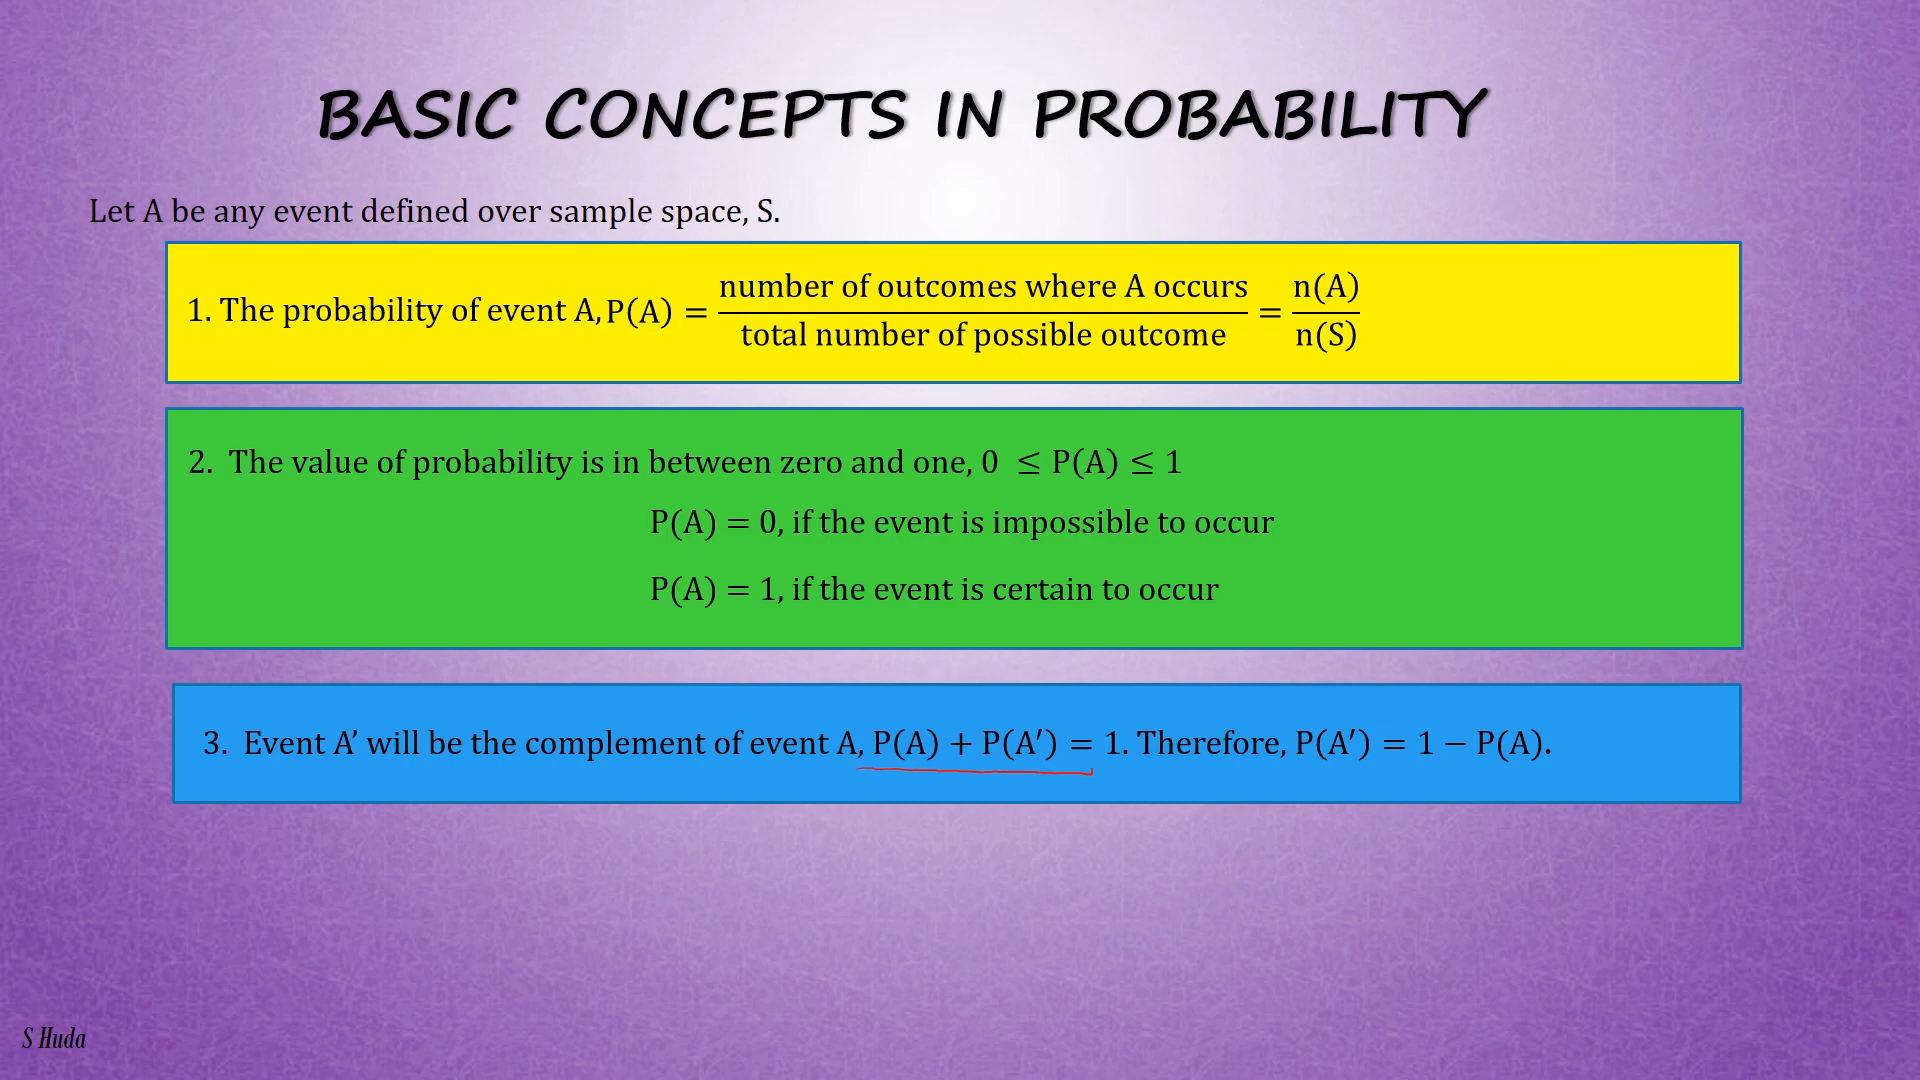 BASIC CONCEPTS IN PROBABILITY
Let A be any event defined over sample space, S.
1. The probability of event A, P(A) = number of outcomes where A occurs / total number of possible outcome = n(A) / n(S)
2. The value of probability is in between zero and one, 0 ≤ P(A) ≤ 1
P(A) = 0, if the event is impossible to occur
P(A) = 1, if the event is certain to occur
3. Event A’ will be the complement of event A, P(A) + P(A′) = 1. Therefore, P(A′) = 1 − P(A).
S Huda